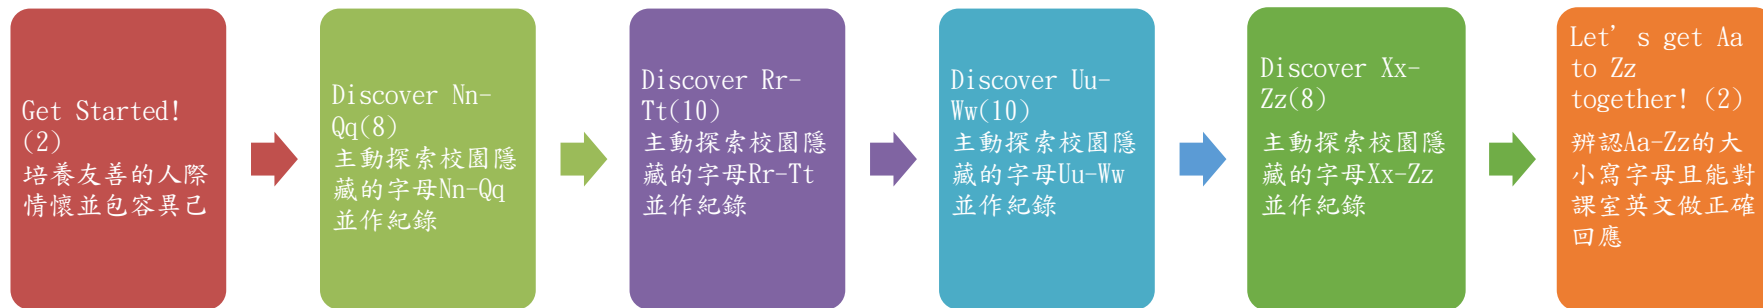 Get Started!
(2)
培養友善的人際
情懷並包容異己
Discover Nn-
Qq(8)
主動探索校園隱
藏的字母Nn-Qq
並作紀錄
Discover Rr-
Tt(10)
主動探索校園隱
藏的字母Rr-Tt
並作紀錄
Discover Uu-
Ww(10)
主動探索校園隱
藏的字母Uu-Ww
並作紀錄
Discover Xx-
Zz(8)
主動探索校園隱
藏的字母Xx-Zz
並作紀錄
Let’s get Aa
to Zz
together! (2)
辨認Aa-Zz的大
小寫字母且能對
課室英文做正確
回應